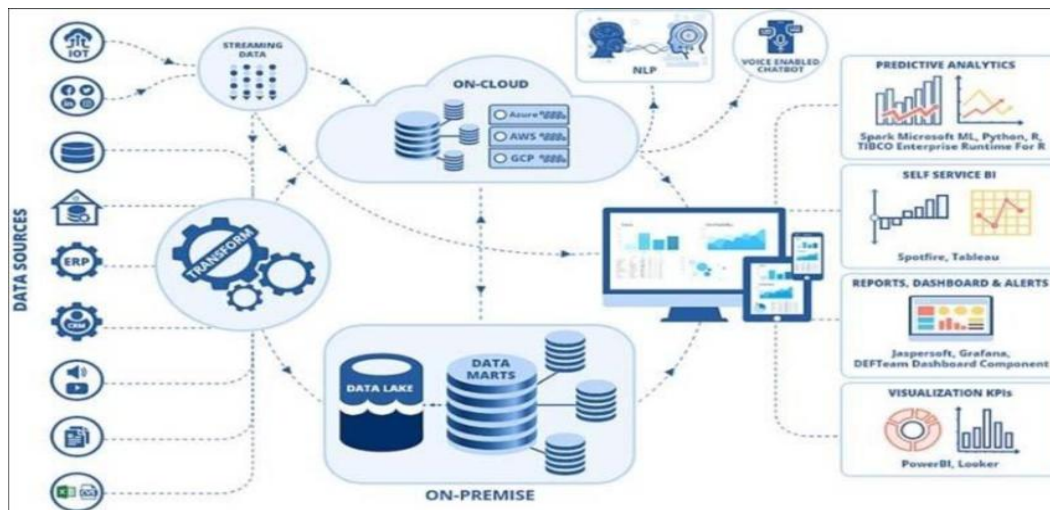 DATA SOURCES
IOT
ERP
CRM
STREAMING
DATA
TRANSFORM
ON-CLOUD
Azure
AWS
GCP
NLP
VOICE ENABLED
CHATBOT
DATA LAKE
DATA
MARTS
ON-PREMISE
PREDICTIVE ANALYTICS
Spark Microsoft ML, Python, R,
TIBCO Enterprise Runtime For R
SELF SERVICE BI
Spotfire, Tableau
REPORTS, DASHBOARD & ALERTS
Jaspersoft, Grafana,
DEFTeam Dashboard Component
VISUALIZATION KPIs
PowerBI, Looker